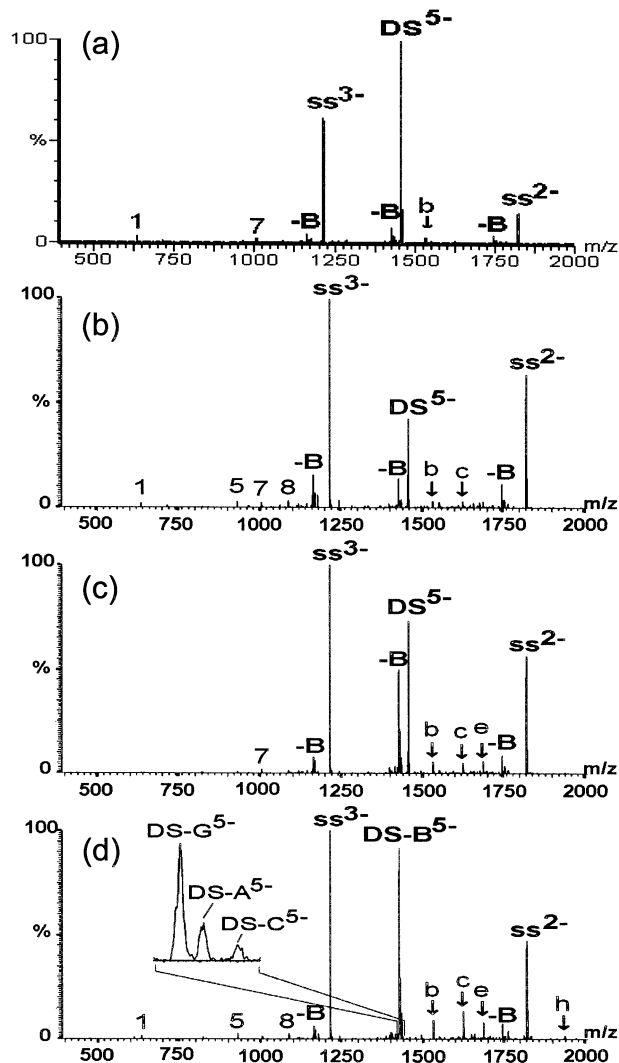 (a)
100
%
0
DS5-
ss3-
ss2-
1
7
-B
-B
b
-B
500 750 1000 1250 1500 1750 2000 m/z
(b)
100
%
0
ss3-
ss2-
DS5-
-B
-B
-B
1
5
7
8
b
c
m/z
500 750 1000 1250 1500 1750 2000
(c)
100
%
0
ss3-
DS5-
ss2-
-B
-B
-B
7
b
c
e
m/z
500 750 1000 1250 1500 1750 2000
(d)
100
%
0
ss3-
DS-B5-
DS-G5-
DS-A5-
DS-C5-
ss2-
1
5
8
-B
b
c
e
-B
h
m/z
500 750 1000 1250 1500 1750 2000